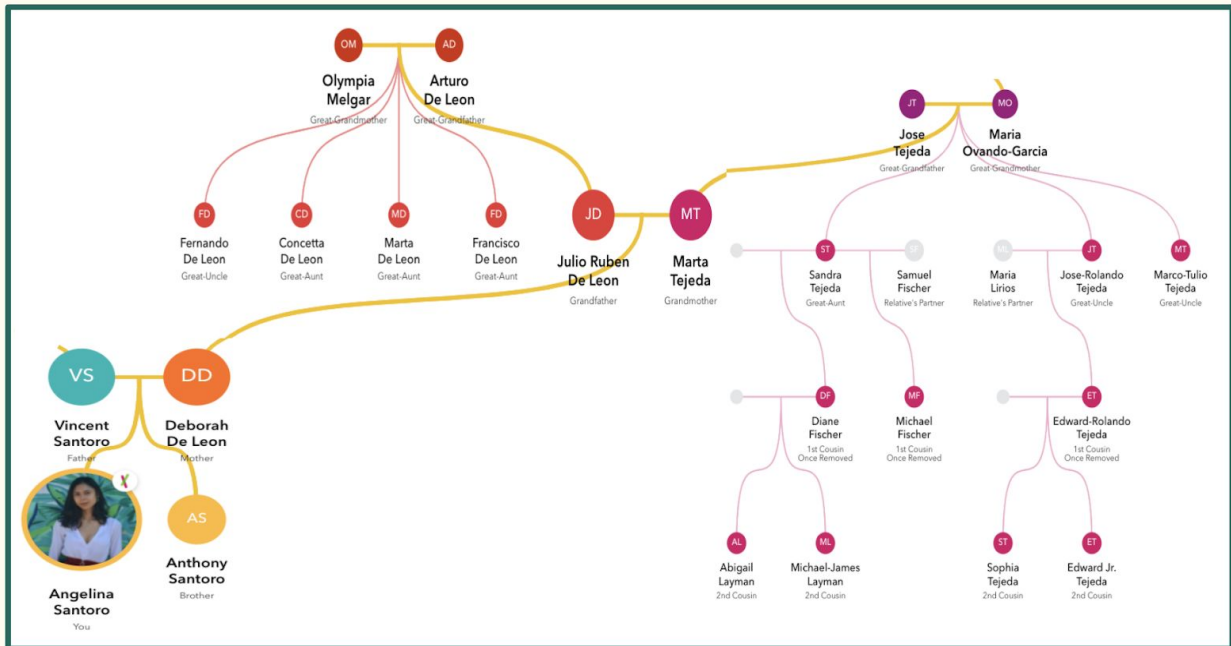 OM
AD
Olympia
Melgar
Great-Grandmother
Arturo
De Leon
Great-Grandfather
JT
MO
Jose
Tejeda
Great-Grandfather
Maria
Ovando-Garcia
Great-Grandmother
FD
CD
MD
FD
JD
MT
Fernando
De Leon
Great-Uncle
Concetta
De Leon
Great-Aunt
Marta
De Leon
Great-Aunt
Francisco
De Leon
Great-Aunt
Julio Ruben
De Leon
Grandfather
Marta
Tejeda
Grandmother
ST
SF
ML
JT
MT
Sandra
Tejeda
Great-Aunt
Samuel
Fischer
Relative's Partner
Maria
Lirios
Relative's Partner
Jose-Rolando
Tejeda
Great-Uncle
Marco-Tulio
Tejeda
Great-Uncle
VS
DD
Vincent
Santoro
Father
Deborah
De Leon
Mother
DF
MF
ET
Diane
Fischer
1st Cousin
Once Removed
Michael
Fischer
1st Cousin
Once Removed
Edward-Rolando
Tejeda
1st Cousin
Once Removed
AS
Angelina
Santoro
You
Anthony
Santoro
Brother
AL
ML
ST
ET
Abigail
Layman
2nd Cousin
Michael-James
Layman
2nd Cousin
Sophia
Tejeda
2nd Cousin
Edward Jr.
Tejeda
2nd Cousin